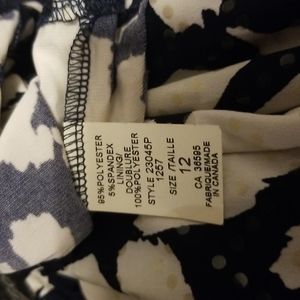 95%POLYESTER
5%SPANDEX
LINING/
DOUBLURE
100%POLYESTER
STYLE 23045P
1257
SIZE /TAILLE
12
CA 36595
FABRIQUE/MADE
IN CANADA